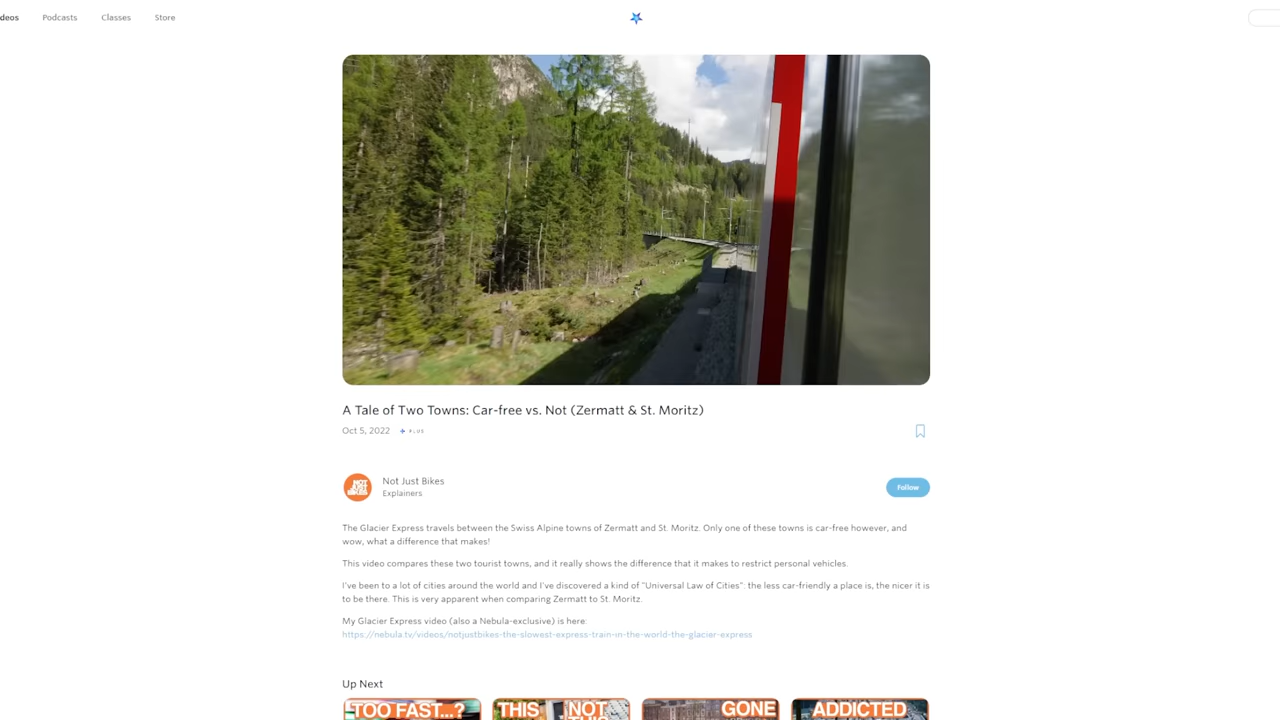 deos Podcasts Classes Store
A Tale of Two Towns: Car-free vs. Not (Zermatt & St. Moritz)
Oct 5, 2022 + PLUS
NOT JUST BIKES
Not Just Bikes
Explainers
Follow
The Glacier Express travels between the Swiss Alpine towns of Zermatt and St. Moritz. Only one of these towns is car-free however, and
wow, what a difference that makes!
This video compares these two tourist towns, and it really shows the difference that it makes to restrict personal vehicles.
I've been to a lot of cities around the world and I've discovered a kind of "Universal Law of Cities": the less car-friendly a place is, the nicer it is
to be there. This is very apparent when comparing Zermatt to St. Moritz.
My Glacier Express video (also a Nebula-exclusive) is here:
https://nebula.tv/videos/notjustbikes-the-slowest-express-train-in-the-world-the-glacier-express
Up Next
TOO FAST...? THIS NOT THIS GONE ADDICTED